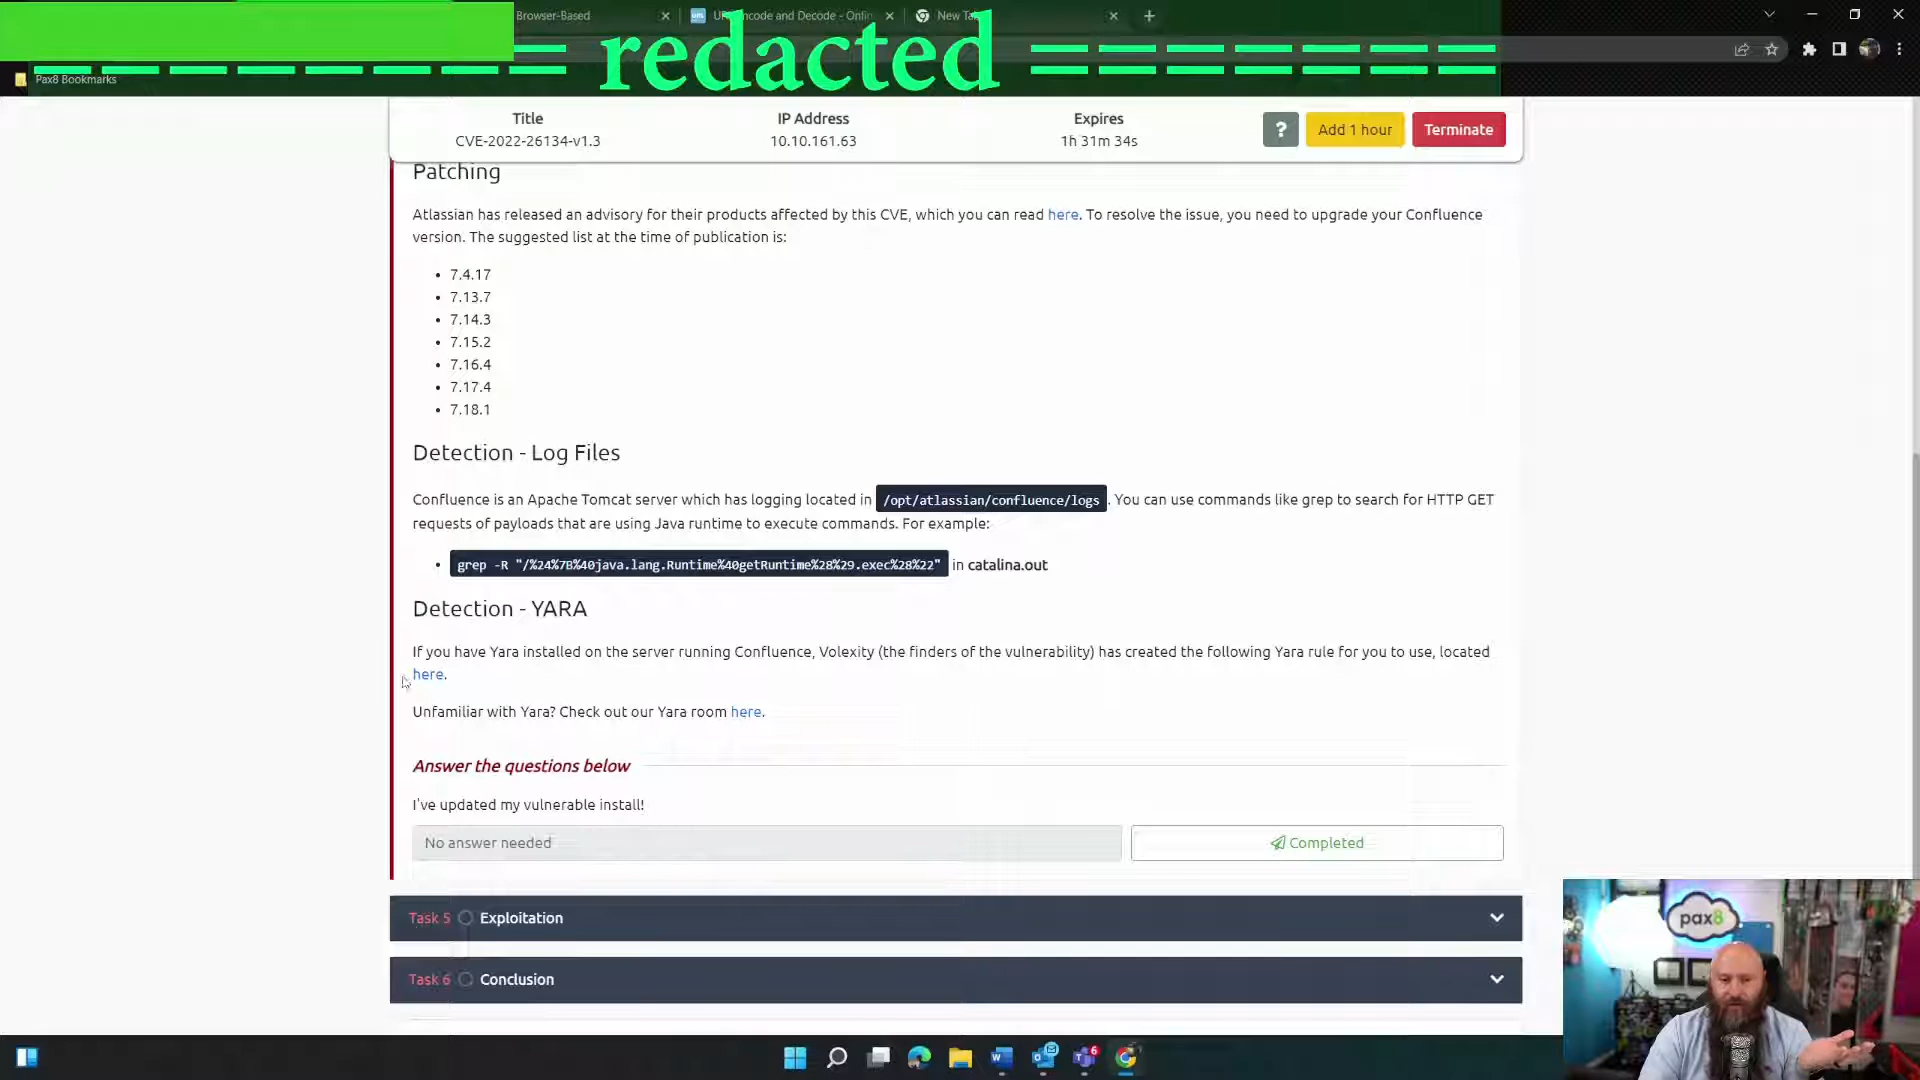 Browser-Based
URL Encode and Decode - Onlin
New Tab
redacted
Pax8 Bookmarks
Title
CVE-2022-26134-v1.3
IP Address
10.10.161.63
Expires
1h 31m 34s
?
Add 1 hour
Terminate
Patching
Atlassian has released an advisory for their products affected by this CVE, which you can read here. To resolve the issue, you need to upgrade your Confluence
version. The suggested list at the time of publication is:
• 7.4.17
• 7.13.7
• 7.14.3
• 7.15.2
• 7.16.4
• 7.17.4
• 7.18.1
Detection - Log Files
Confluence is an Apache Tomcat server which has logging located in /opt/atlassian/confluence/logs . You can use commands like grep to search for HTTP GET
requests of payloads that are using Java runtime to execute commands. For example:
• grep -R "/%24%7B%40java.lang.Runtime%40getRuntime%28%29.exec%28%22" in catalina.out
Detection - YARA
If you have Yara installed on the server running Confluence, Volexity (the finders of the vulnerability) has created the following Yara rule for you to use, located
here.
Unfamiliar with Yara? Check out our Yara room here.
Answer the questions below
I've updated my vulnerable install!
No answer needed
Completed
Task 5 Exploitation
Task 6 Conclusion
pax8
6